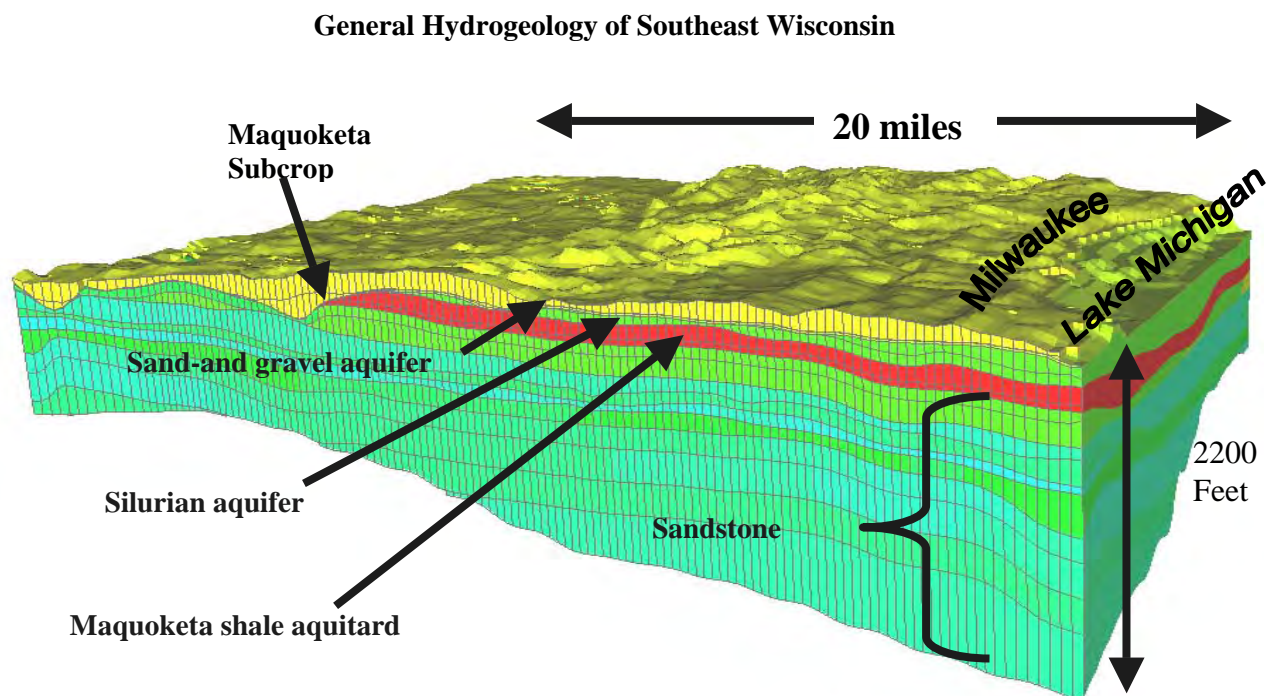 General Hydrogeology of Southeast Wisconsin
20 miles
Maquoketa
Subcrop
Milwaukee
Lake Michigan
Sand-and gravel aquifer
2200
Feet
Silurian aquifer
Sandstone
Maquoketa shale aquitard